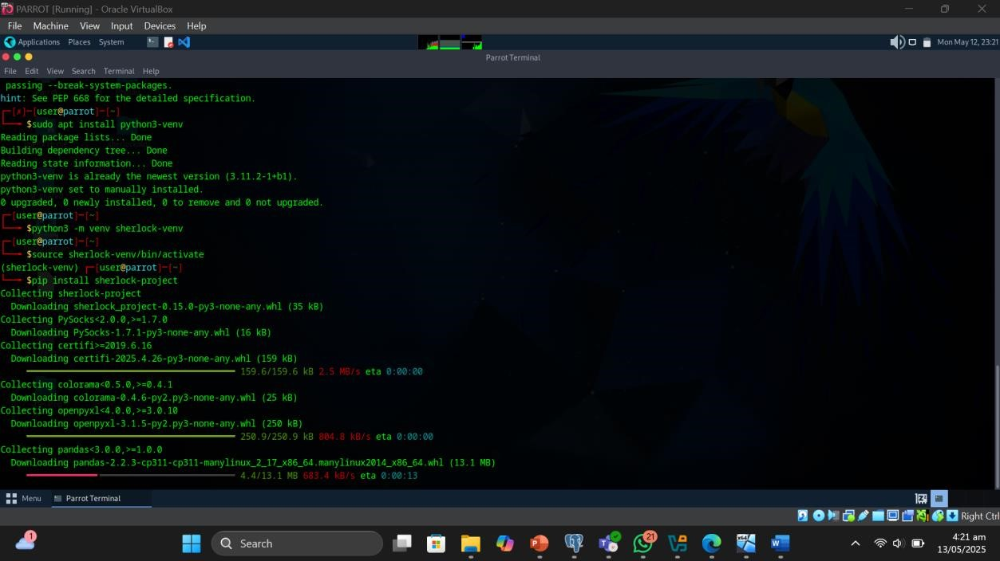 PARROT [Running] - Oracle VirtualBox
File Machine View Input Devices Help
Applications Places System
Mon May 12, 23:21
Parrot Terminal
File Edit View Search Terminal Help
passing --break-system-packages.
hint: See PEP 668 for the detailed specification.
┌─[✗]─[user@parrot]─[~]
└──╼ $sudo apt install python3-venv
Reading package lists... Done
Building dependency tree... Done
Reading state information... Done
python3-venv is already the newest version (3.11.2-1+b1).
python3-venv set to manually installed.
0 upgraded, 0 newly installed, 0 to remove and 0 not upgraded.
┌─[user@parrot]─[~]
└──╼ $python3 -m venv sherlock-venv
┌─[user@parrot]─[~]
└──╼ $source sherlock-venv/bin/activate
(sherlock-venv) ┌─[user@parrot]─[~]
└──╼ $pip install sherlock-project
Collecting sherlock-project
Downloading sherlock_project-0.15.0-py3-none-any.whl (35 kB)
Collecting PySocks<2.0.0,>=1.7.0
Downloading PySocks-1.7.1-py3-none-any.whl (16 kB)
Collecting certifi>=2019.6.16
Downloading certifi-2025.4.26-py3-none-any.whl (159 kB)
159.6/159.6 kB 2.5 MB/s eta 0:00:00
Collecting colorama<0.5.0,>=0.4.1
Downloading colorama-0.4.6-py2.py3-none-any.whl (25 kB)
Collecting openpyxl<4.0.0,>=3.0.10
Downloading openpyxl-3.1.5-py2.py3-none-any.whl (250 kB)
250.9/250.9 kB 804.8 kB/s eta 0:00:00
Collecting pandas<3.0.0,>=1.0.0
Downloading pandas-2.2.3-cp311-cp311-manylinux_2_17_x86_64.manylinux2014_x86_64.whl (13.1 MB)
4.4/13.1 MB 683.4 kB/s eta 0:00:13
Menu Parrot Terminal
Right Ctrl
1
Search
21
4:21 am
13/05/2025